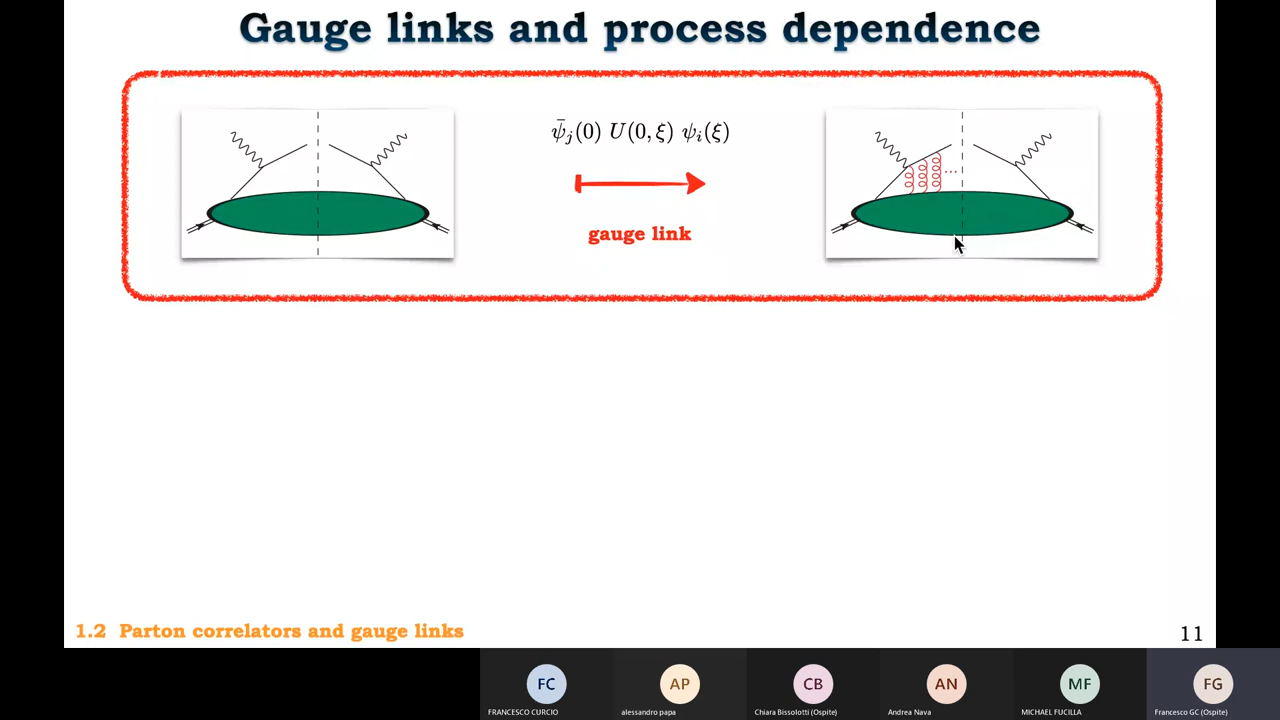 Gauge links and process dependence
ψ̄ⱼ(0) U(0,ξ) ψᵢ(ξ)
...
gauge link
1.2 Parton correlators and gauge links
11
FC AP CB AN MF FG
FRANCESCO CURCIO alessandro papa Chiara Bissolotti (Ospite) Andrea Nava MICHAEL FUCILLA Francesco GC (Ospite)